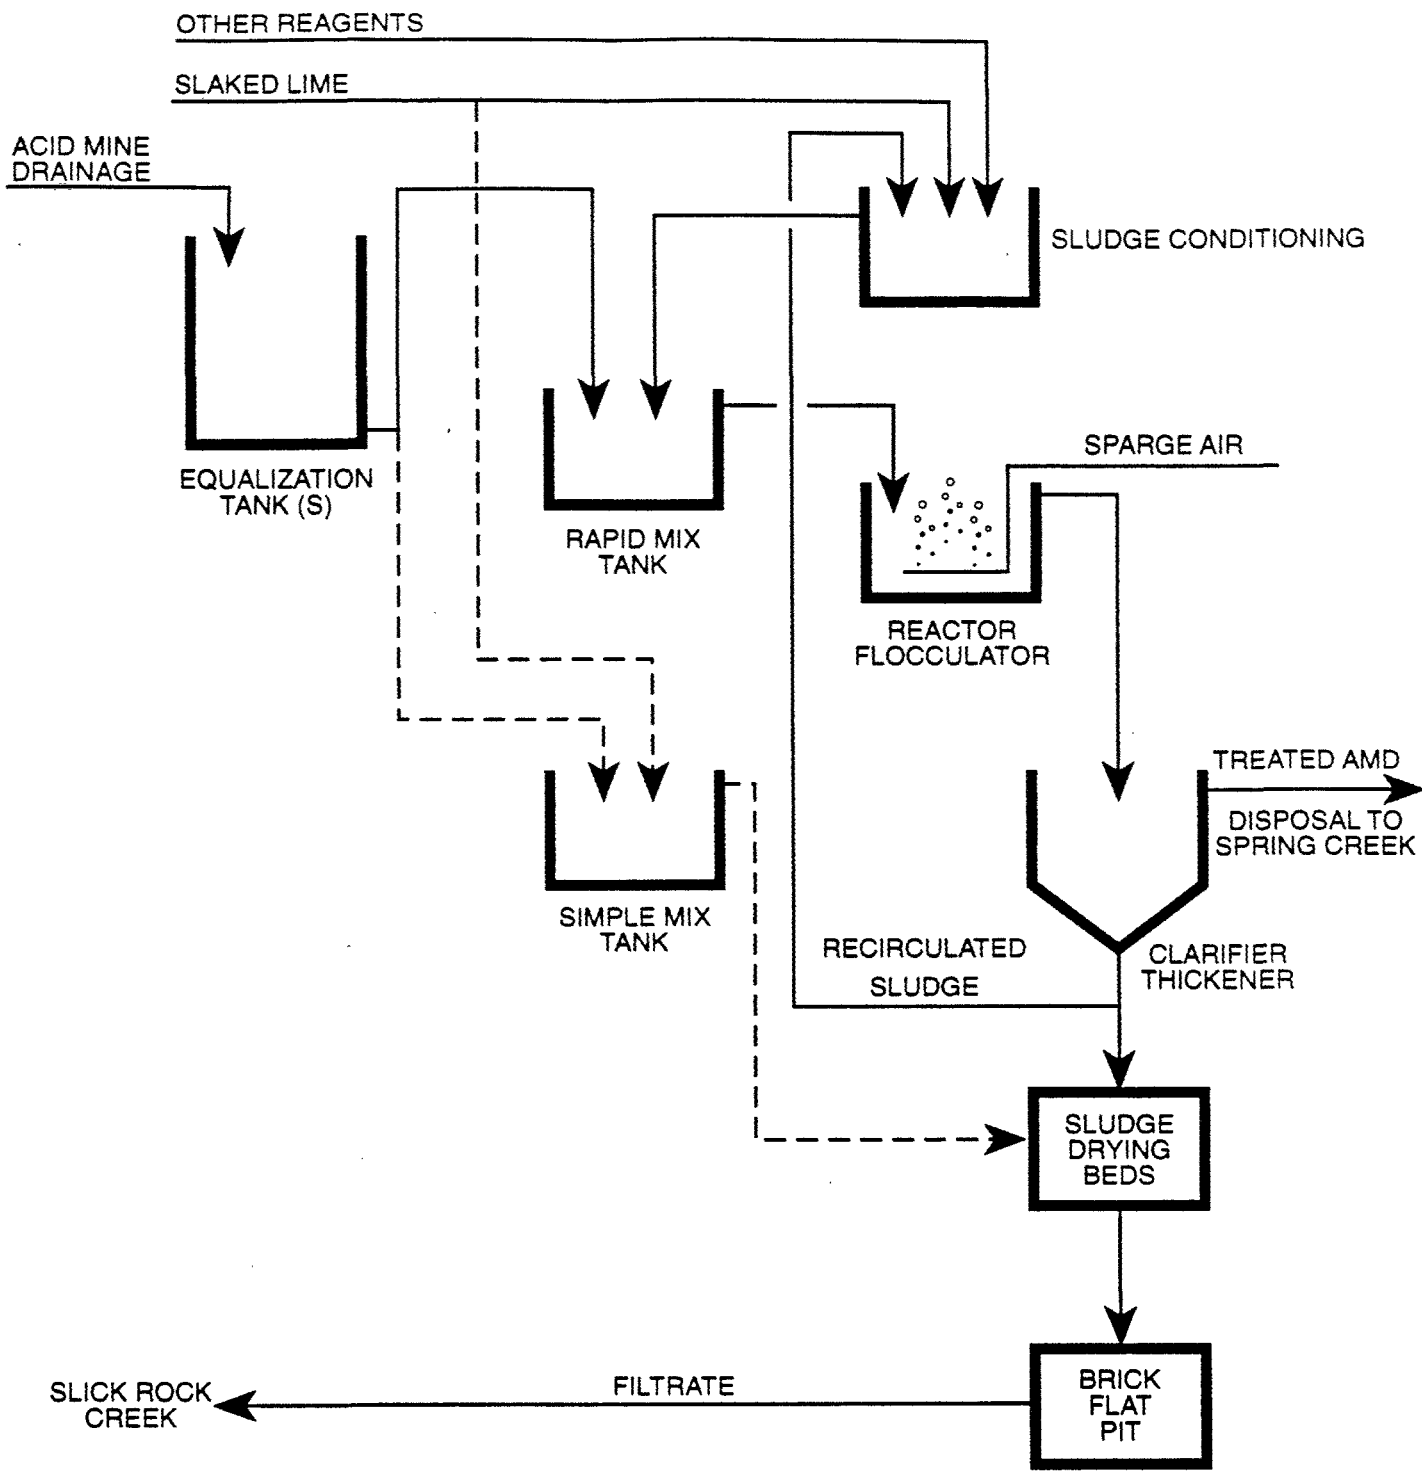 OTHER REAGENTS
SLAKED LIME
ACID MINE
DRAINAGE
SLUDGE CONDITIONING
SPARGE AIR
EQUALIZATION
TANK (S)
RAPID MIX
TANK
REACTOR
FLOCCULATOR
TREATED AMD
DISPOSAL TO
SPRING CREEK
SIMPLE MIX
TANK
RECIRCULATED
SLUDGE
CLARIFIER
THICKENER
SLUDGE
DRYING
BEDS
BRICK
FLAT
PIT
FILTRATE
SLICK ROCK
CREEK